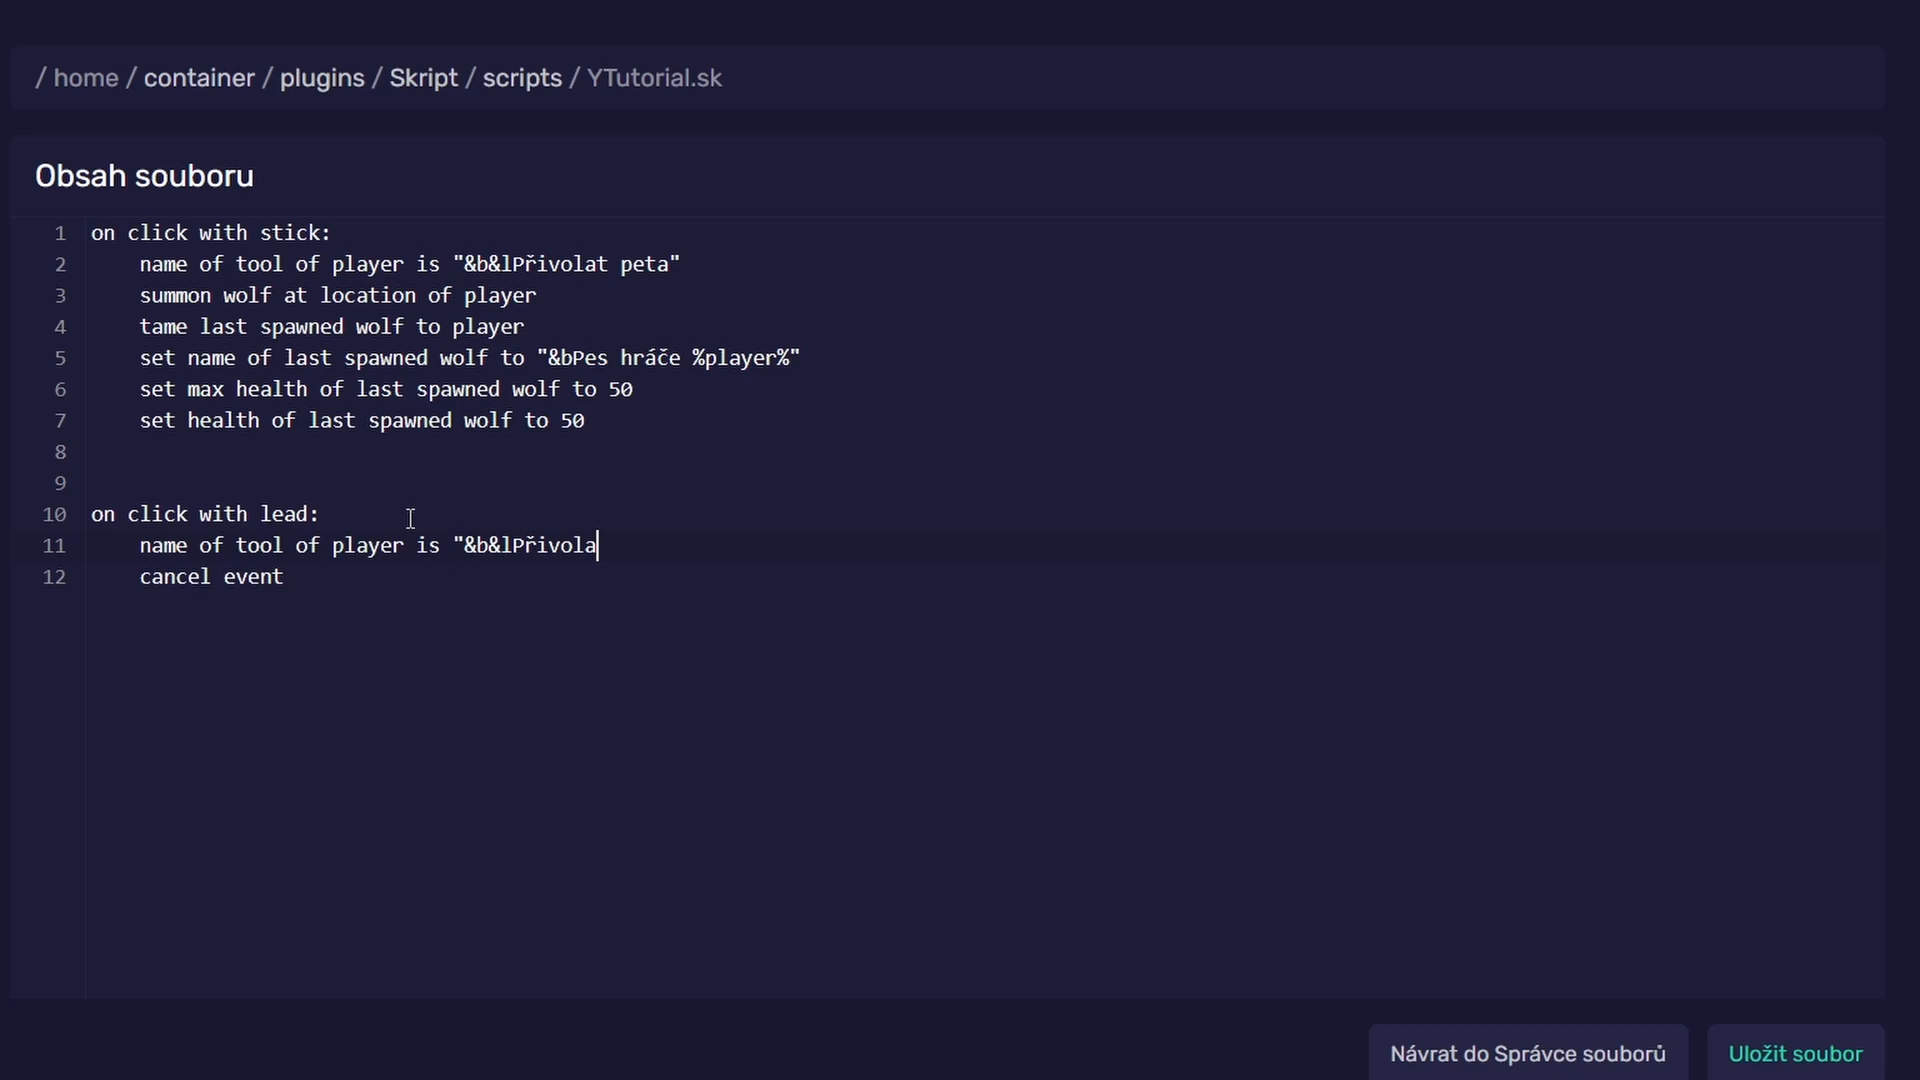 / home / container / plugins / Skript / scripts / YTutorial.sk
Obsah souboru
1 on click with stick:
2 name of tool of player is "&b&lPřivolat peta"
3 summon wolf at location of player
4 tame last spawned wolf to player
5 set name of last spawned wolf to "&bPes hráče %player%"
6 set max health of last spawned wolf to 50
7 set health of last spawned wolf to 50
8
9
10 on click with lead:
11 name of tool of player is "&b&lPřivola
12 cancel event
Návrat do Správce souborů
Uložit soubor